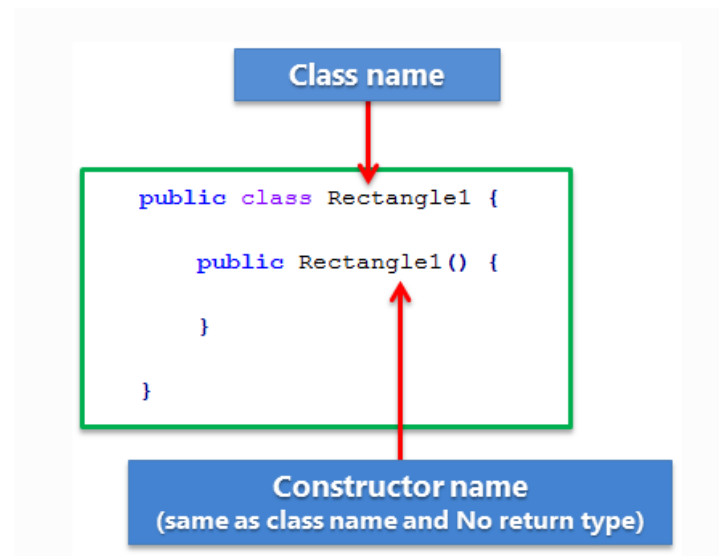 Class name
public class Rectangle1 {
public Rectangle1() {
}
}
Constructor name
(same as class name and No return type)